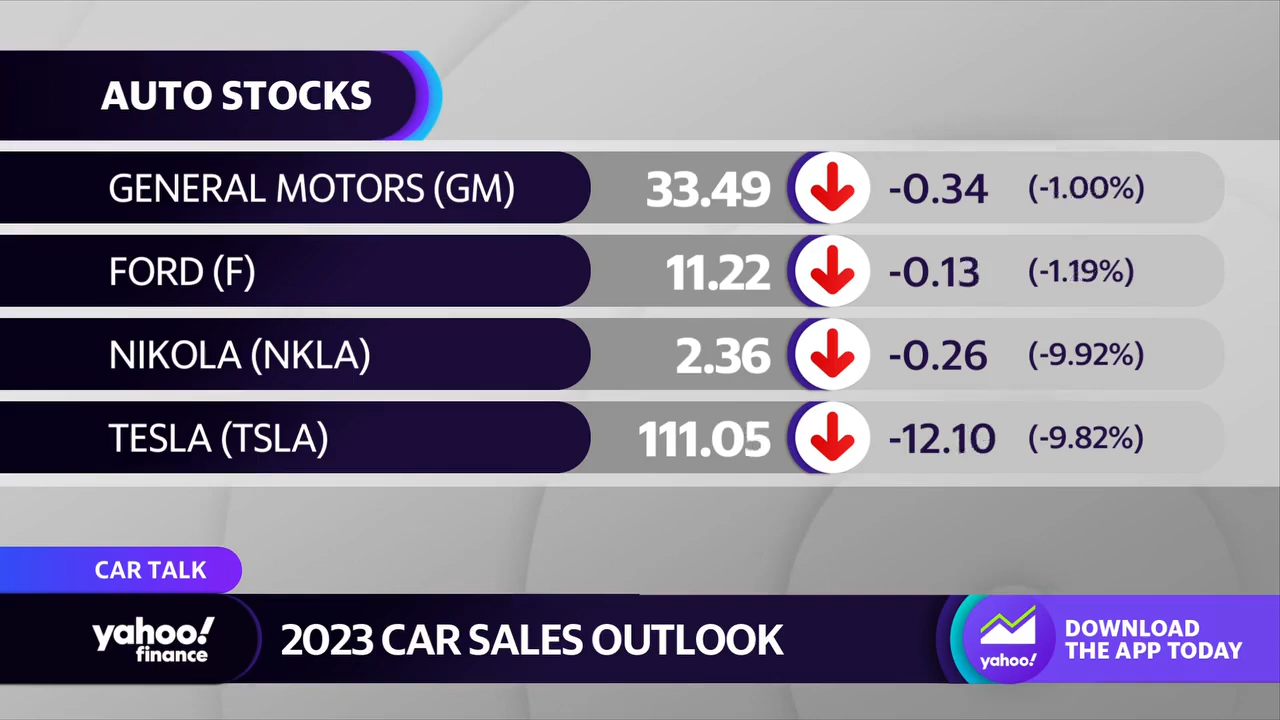 AUTO STOCKS
GENERAL MOTORS (GM) 33.49 -0.34 (-1.00%)
FORD (F) 11.22 -0.13 (-1.19%)
NIKOLA (NKLA) 2.36 -0.26 (-9.92%)
TESLA (TSLA) 111.05 -12.10 (-9.82%)
CAR TALK
yahoo!
finance
2023 CAR SALES OUTLOOK
yahoo!
DOWNLOAD
THE APP TODAY